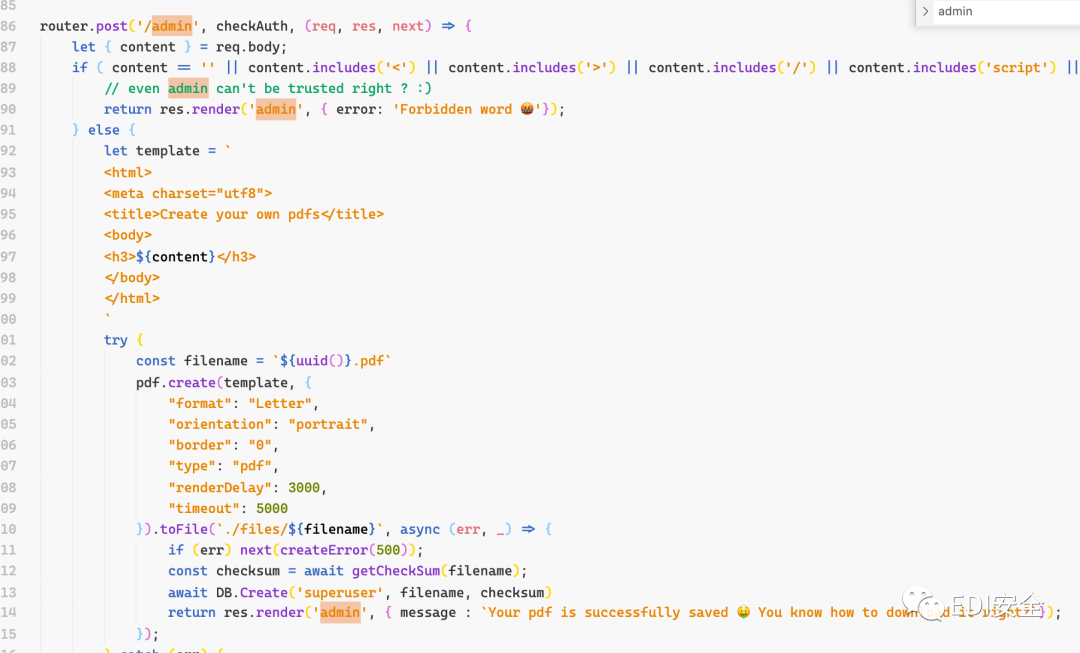 85
admin
86 router.post('/admin', checkAuth, (req, res, next) => {
87 let { content } = req.body;
88 if ( content == '' || content.includes('<') || content.includes('>') || content.includes('/') || content.includes('script') ||
89 // even admin can't be trusted right ? :)
90 return res.render('admin', { error: 'Forbidden word 🤬'});
91 } else {
92 let template = `
93 <html>
94 <meta charset="utf8">
95 <title>Create your own pdfs</title>
96 <body>
97 <h3>${content}</h3>
98 </body>
99 </html>
00 `
01 try {
02 const filename = `${uuid()}.pdf`
03 pdf.create(template, {
04 "format": "Letter",
05 "orientation": "portrait",
06 "border": "0",
07 "type": "pdf",
08 "renderDelay": 3000,
09 "timeout": 5000
10 }).toFile(`./files/${filename}`, async (err, _) => {
11 if (err) next(createError(500));
12 const checksum = await getCheckSum(filename);
13 await DB.Create('superuser', filename, checksum)
14 return res.render('admin', { message : `Your pdf is successfully saved 🤑 You know how to });
EDI安全
15 });
16 } catch (err) {